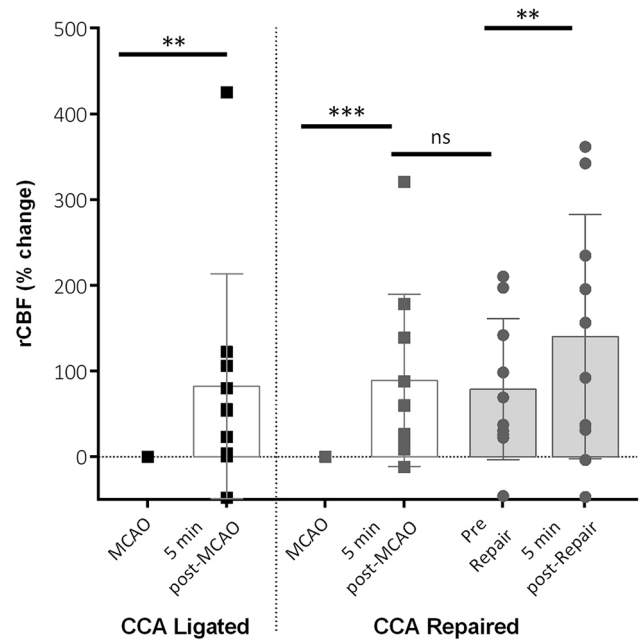 500
400
300
200
100
0
rCBF (% change)
**
***
ns
**
MCAO
5 min
post-MCAO
MCAO
5 min
post-MCAO
Pre
Repair
5 min
post-Repair
CCA Ligated
CCA Repaired